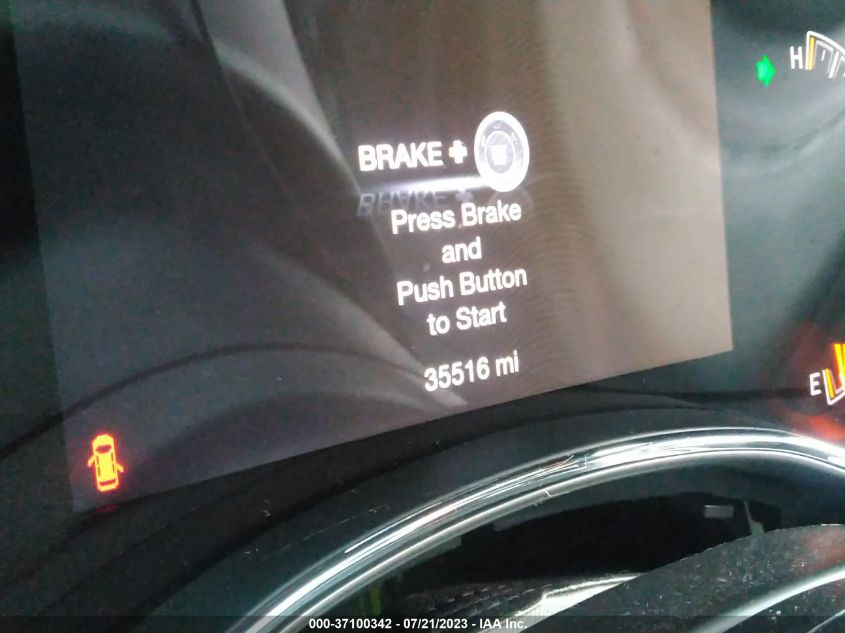 H
BRAKE +
Press Brake
and
Push Button
to Start
35516 mi
E
000-37100342 - 07/21/2023 - IAA Inc.